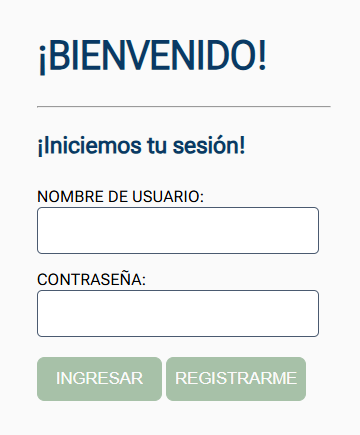 ¡BIENVENIDO!
¡Iniciemos tu sesión!
NOMBRE DE USUARIO:
CONTRASEÑA:
INGRESAR REGISTRARME